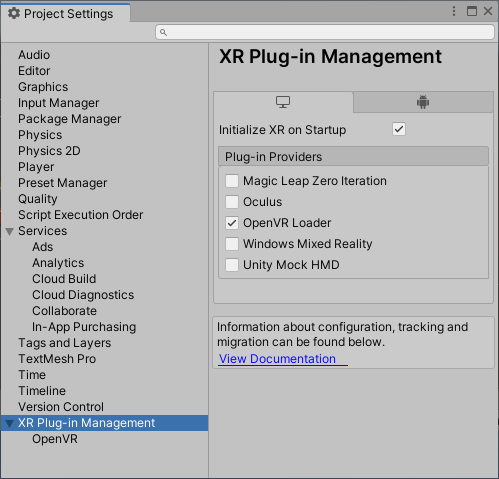 Project Settings
Audio
Editor
Graphics
Input Manager
Package Manager
Physics
Physics 2D
Player
Preset Manager
Quality
Script Execution Order
Services
Ads
Analytics
Cloud Build
Cloud Diagnostics
Collaborate
In-App Purchasing
Tags and Layers
TextMesh Pro
Time
Timeline
Version Control
XR Plug-in Management
OpenVR
XR Plug-in Management
Initialize XR on Startup
Plug-in Providers
Magic Leap Zero Iteration
Oculus
OpenVR Loader
Windows Mixed Reality
Unity Mock HMD
Information about configuration, tracking and
migration can be found below.
View Documentation